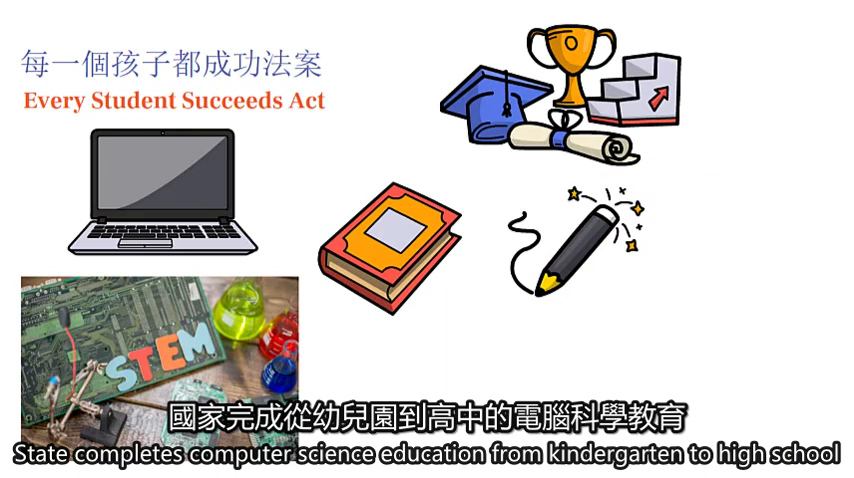 每一個孩子都成功法案
Every Student Succeeds Act
STEM
國家完成從幼兒園到高中的電腦科學教育
State completes computer science education from kindergarten to high school